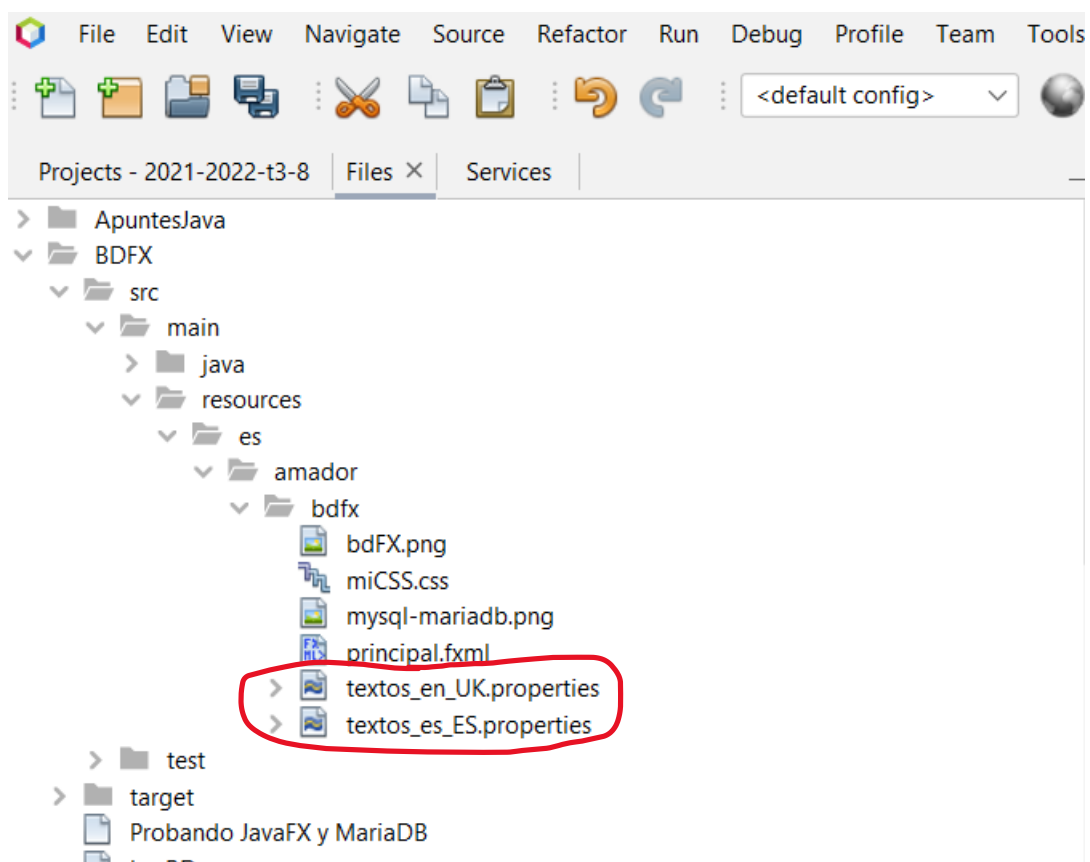 File Edit View Navigate Source Refactor Run Debug Profile Team Tools
<default config>
Projects - 2021-2022-t3-8 Files Services
ApuntesJava
BDFX
src
main
java
resources
es
amador
bdfx
bdFX.png
miCSS.css
mysql-mariadb.png
principal.fxml
textos_en_UK.properties
textos_es_ES.properties
test
target
Probando JavaFX y MariaDB